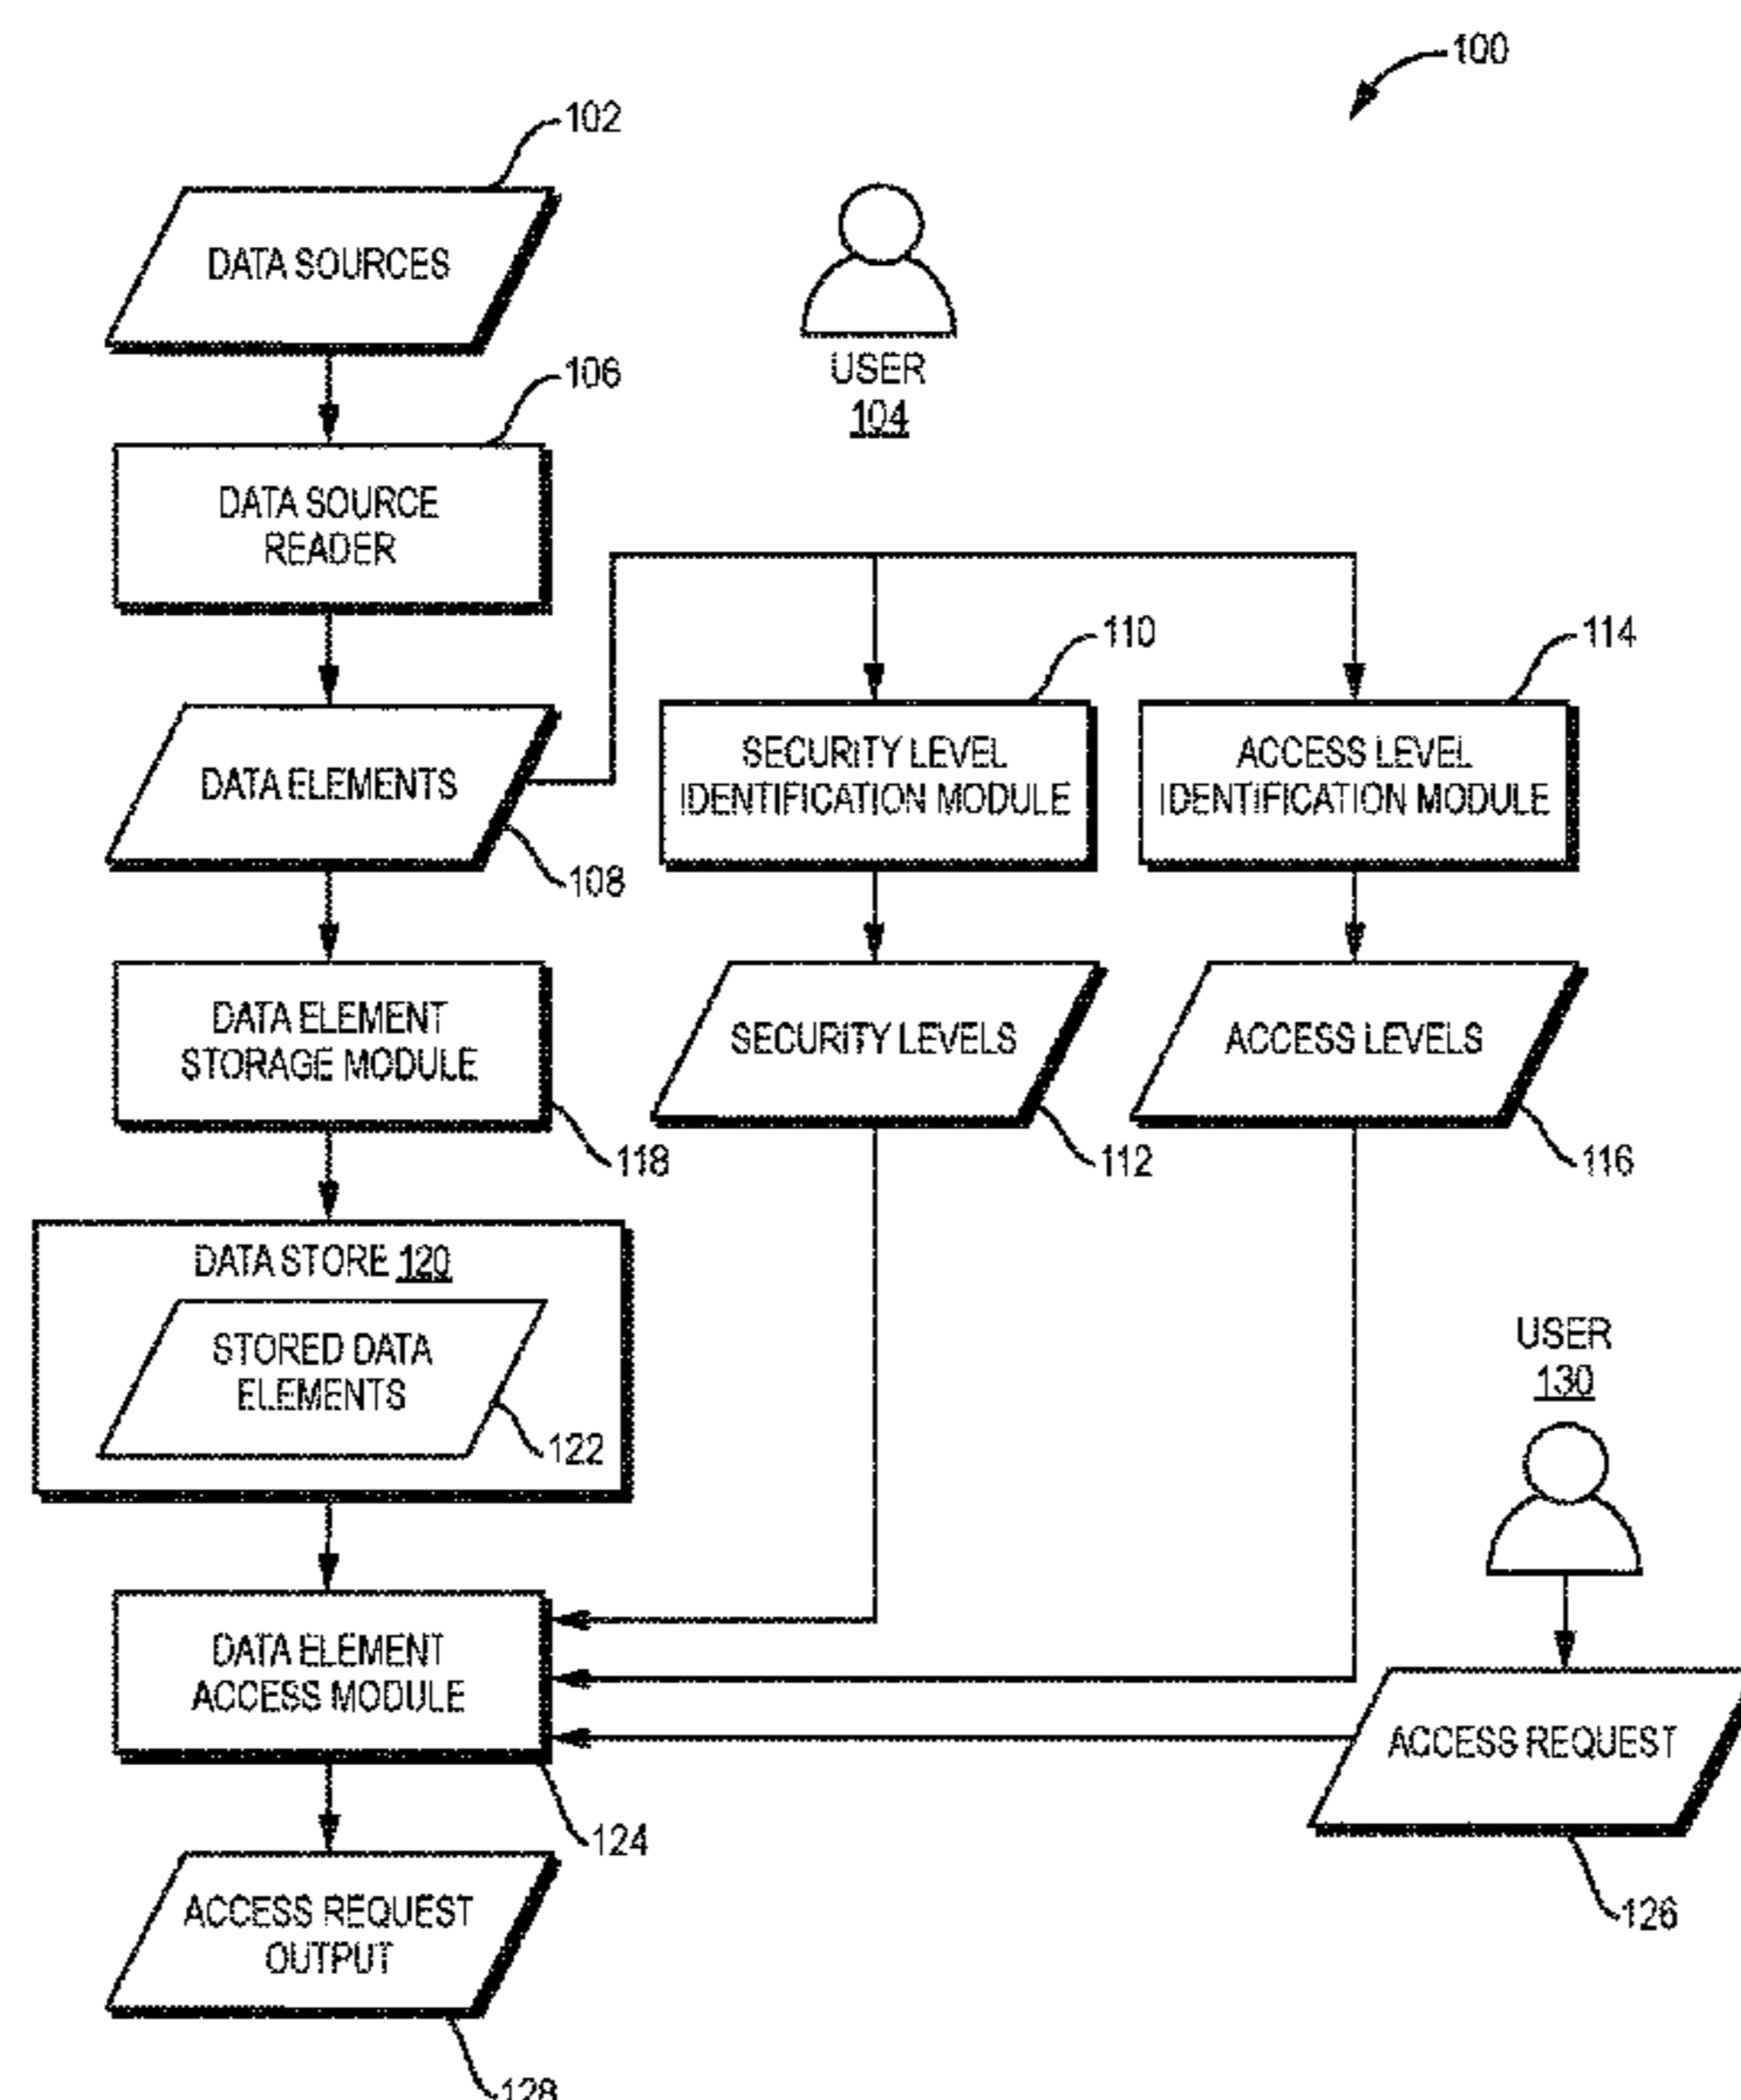 100
102
DATA SOURCES
USER
104
106
DATA SOURCE
READER
110
114
SECURITY LEVEL
IDENTIFICATION MODULE
ACCESS LEVEL
IDENTIFICATION MODULE
DATA ELEMENTS
108
DATA ELEMENT
STORAGE MODULE
118
SECURITY LEVELS
112
ACCESS LEVELS
116
DATA STORE 120
STORED DATA
ELEMENTS
122
USER
130
DATA ELEMENT
ACCESS MODULE
124
ACCESS REQUEST
126
ACCESS REQUEST
OUTPUT
128